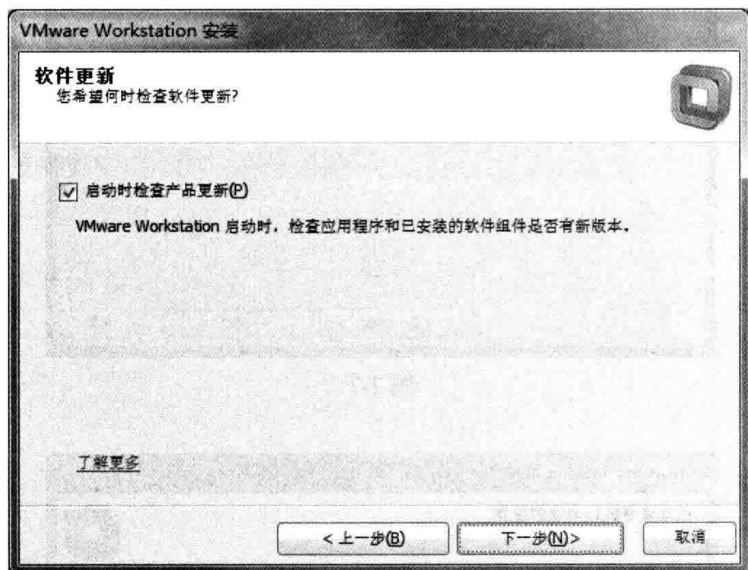 VMware Workstation 安装
软件更新
您希望何时检查软件更新?
启动时检查产品更新(P)
VMware Workstation 启动时，检查应用程序和已安装的软件组件是否有新版本。
了解更多
< 上一步(B)
下一步(N)>
取消